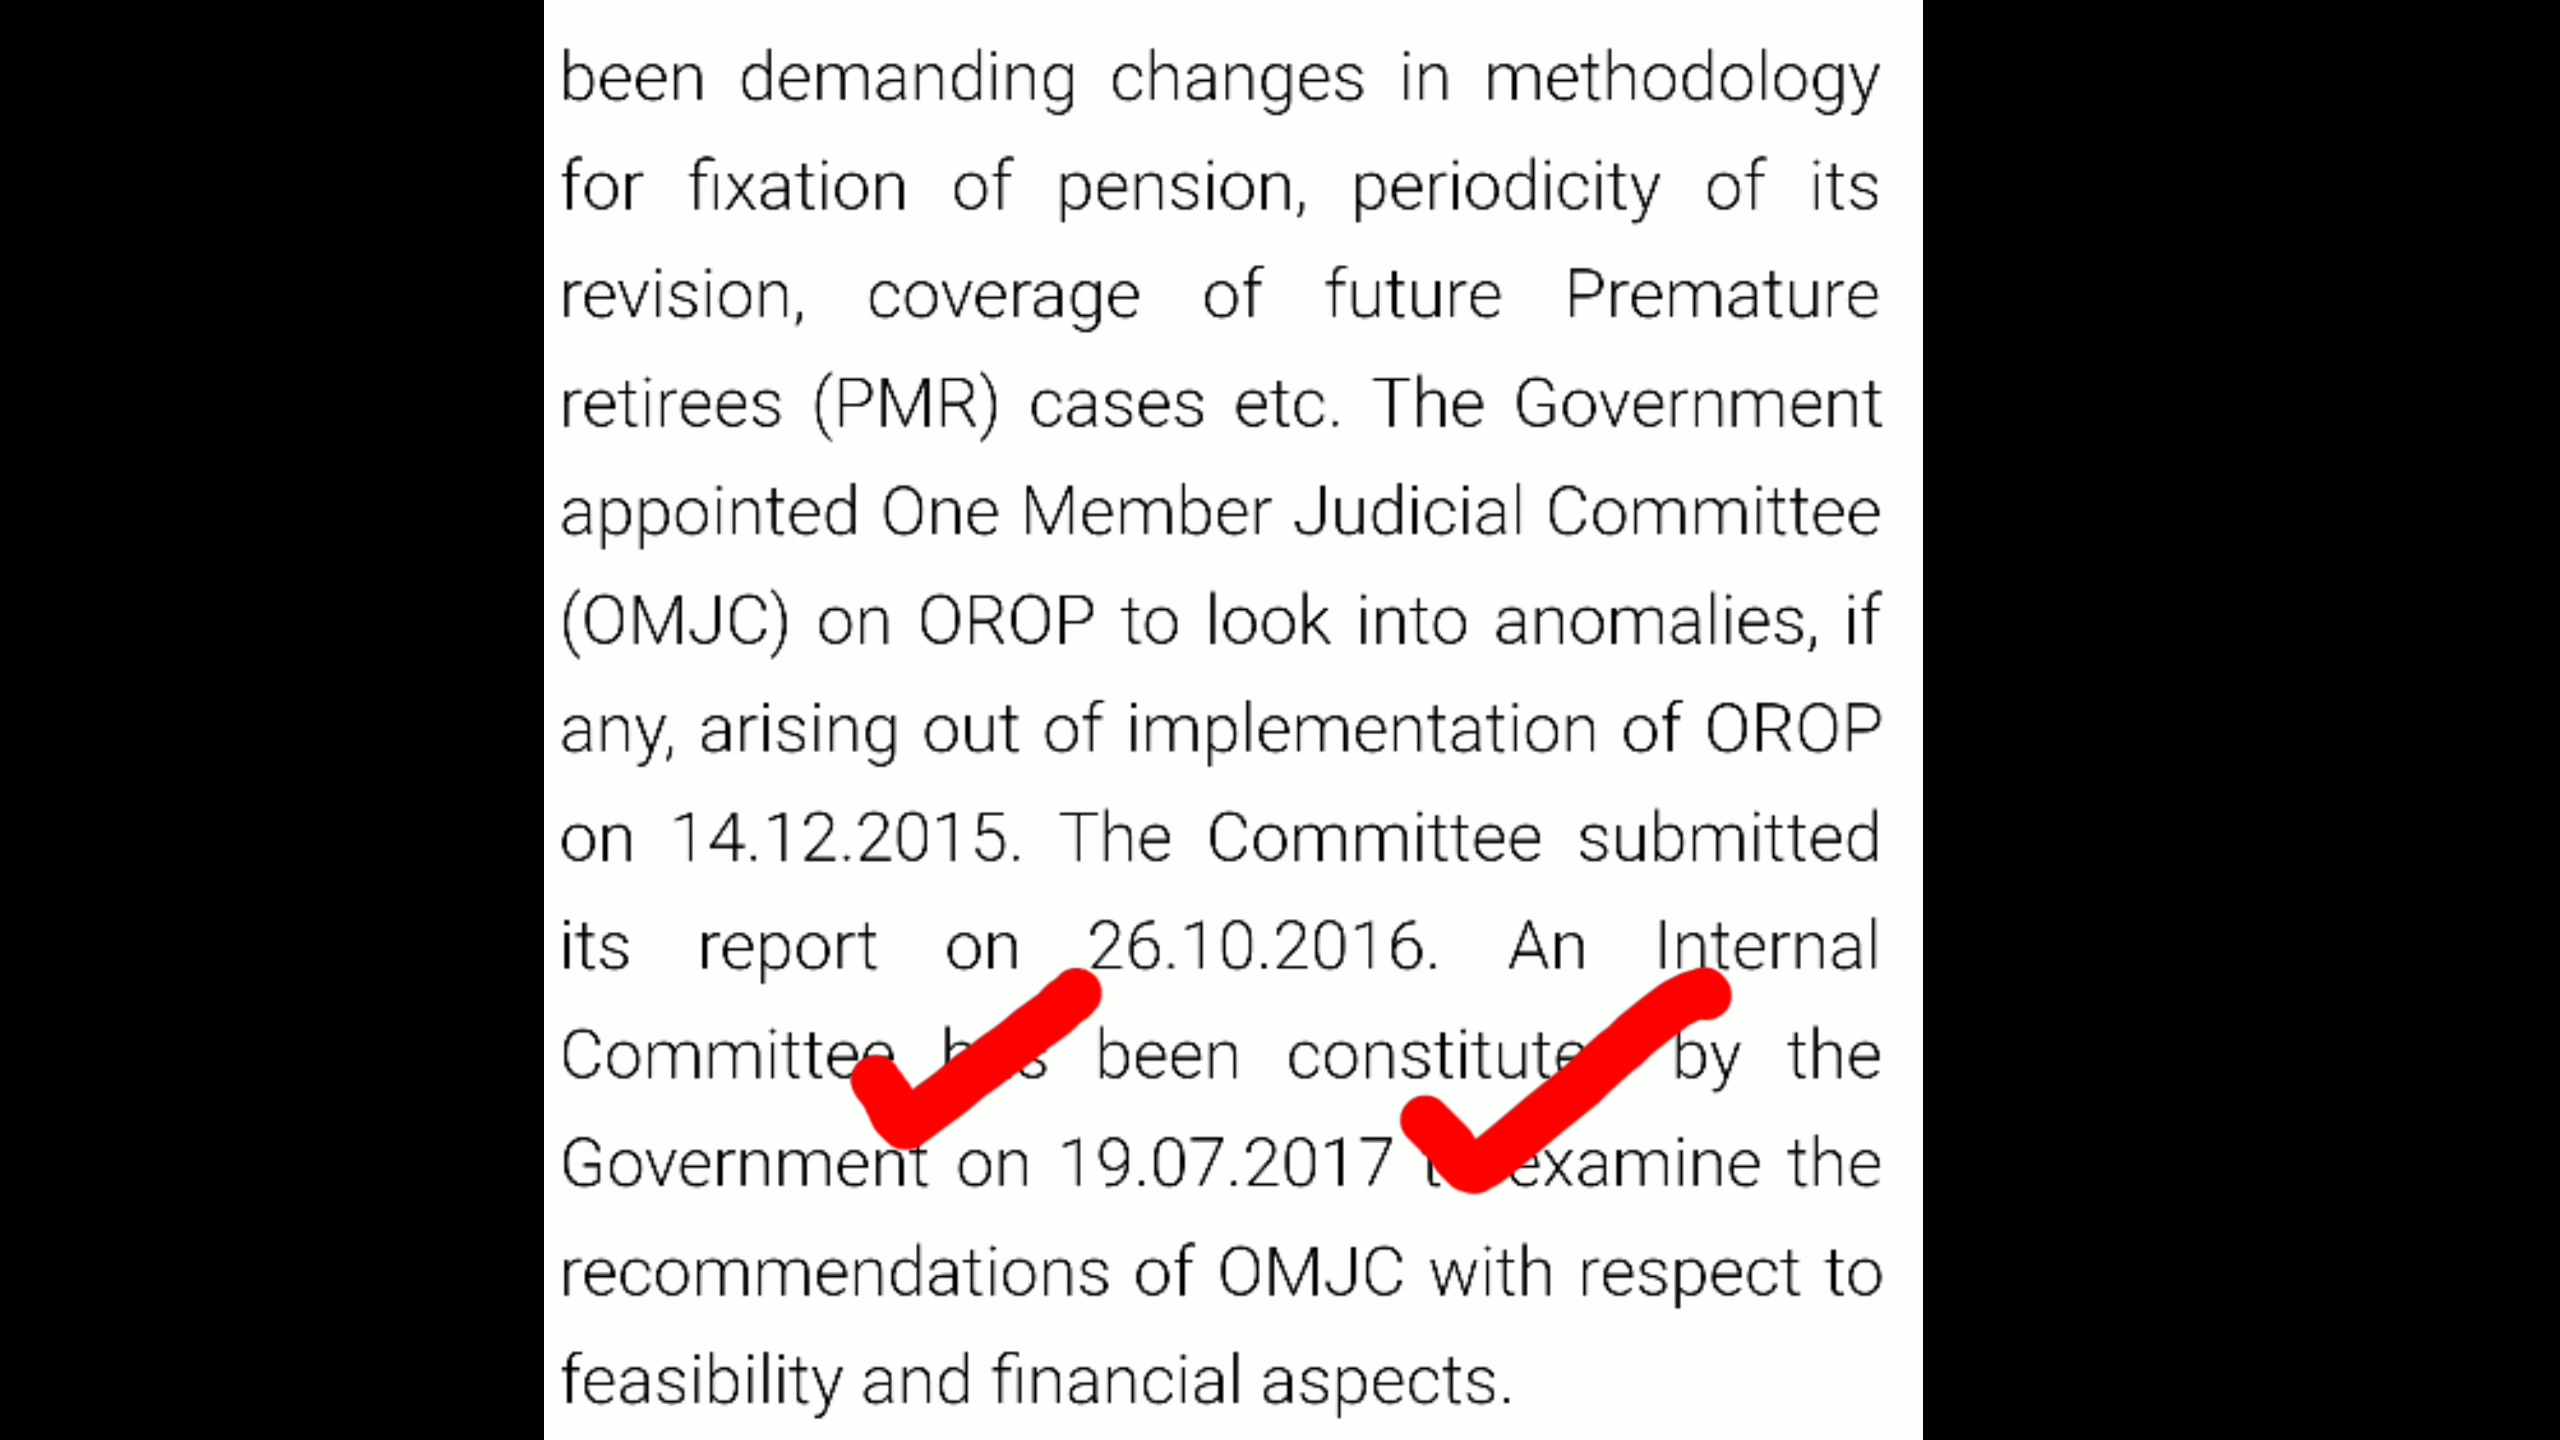 been demanding changes in methodology
for fixation of pension, periodicity of its
revision, coverage of future Premature
retirees (PMR) cases etc. The Government
appointed One Member Judicial Committee
(OMJC) on OROP to look into anomalies, if
any, arising out of implementation of OROP
on 14.12.2015. The Committee submitted
its report on 26.10.2016. An Internal
Committee has been constituted by the
Government on 19.07.2017 examine the
recommendations of OMJC with respect to
feasibility and financial aspects.